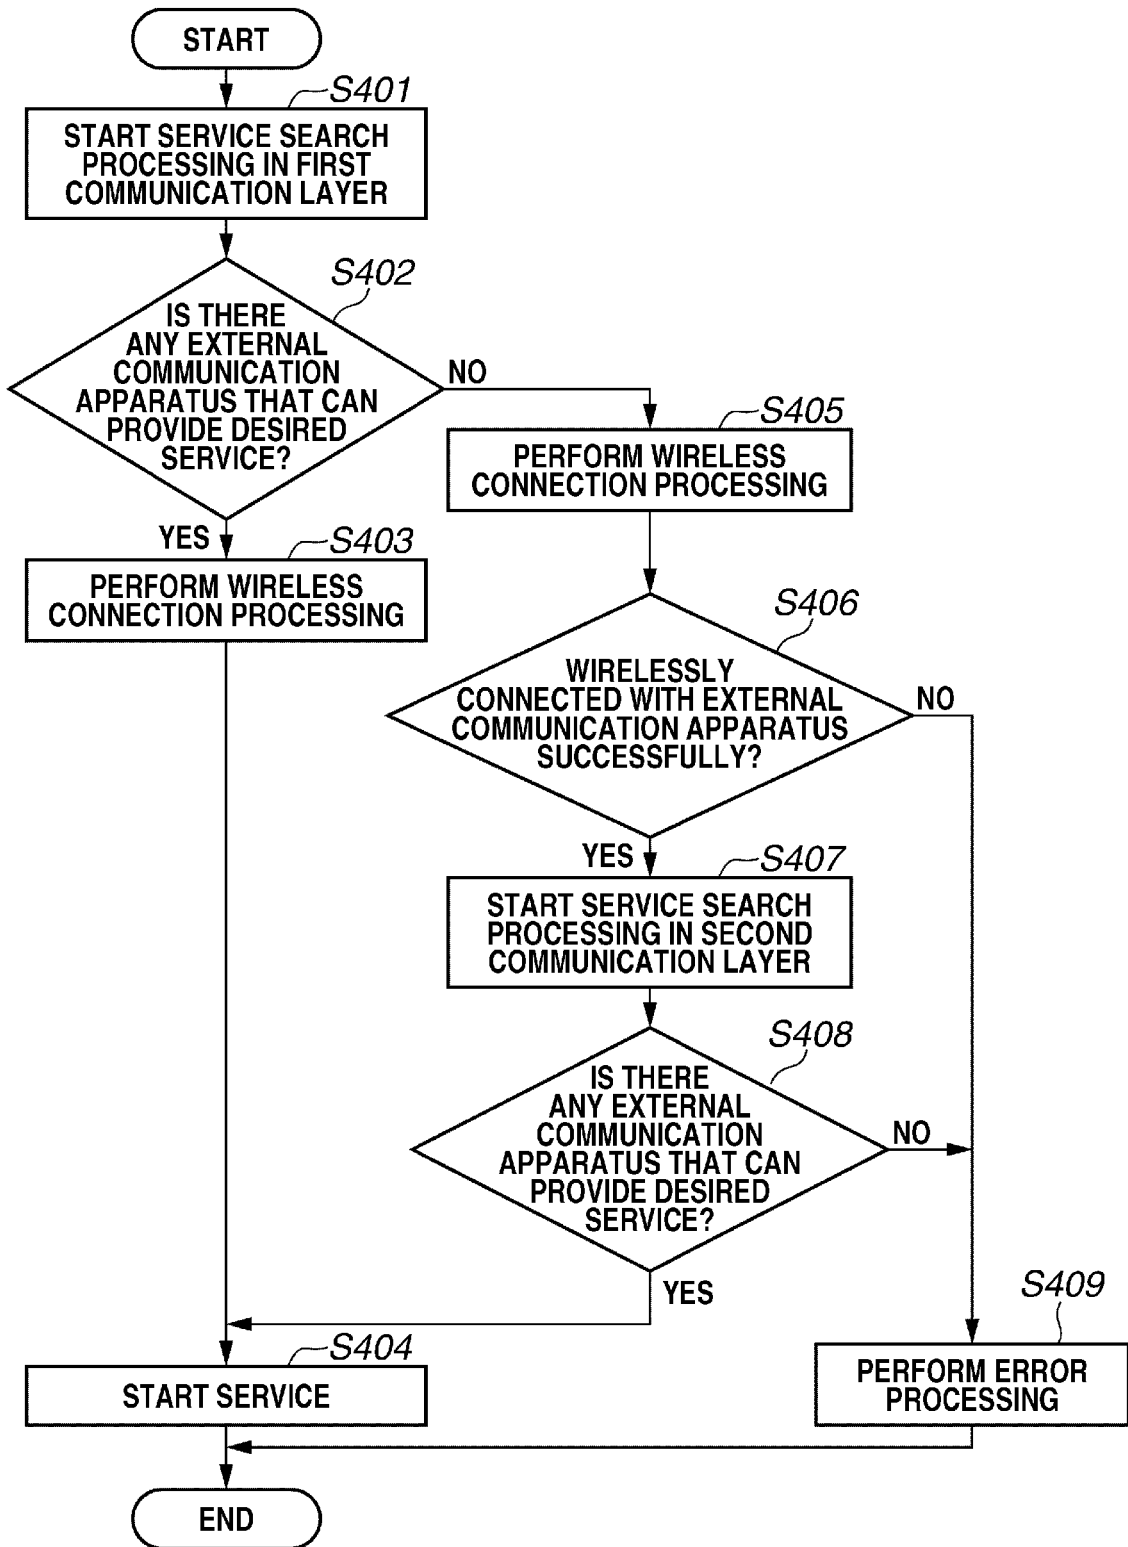 START
S401
START SERVICE SEARCH
PROCESSING IN FIRST
COMMUNICATION LAYER
S402
IS THERE
ANY EXTERNAL
COMMUNICATION
APPARATUS THAT CAN
PROVIDE DESIRED
SERVICE?
NO
YES
S403
PERFORM WIRELESS
CONNECTION PROCESSING
S405
PERFORM WIRELESS
CONNECTION PROCESSING
S406
WIRELESSLY
CONNECTED WITH EXTERNAL
COMMUNICATION APPARATUS
SUCCESSFULLY?
NO
YES
S407
START SERVICE SEARCH
PROCESSING IN SECOND
COMMUNICATION LAYER
S408
IS THERE
ANY EXTERNAL
COMMUNICATION
APPARATUS THAT CAN
PROVIDE DESIRED
SERVICE?
NO
YES
S404
START SERVICE
S409
PERFORM ERROR
PROCESSING
END